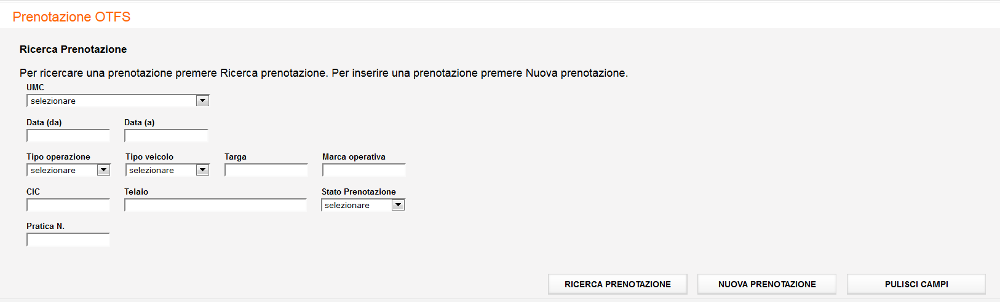 Prenotazione OTFS
Ricerca Prenotazione
Per ricercare una prenotazione premere Ricerca prenotazione. Per inserire una prenotazione premere Nuova prenotazione.
UMC
selezionare
Data (da) Data (a)
Tipo operazione Tipo veicolo Targa Marca operativa
selezionare selezionare
CIC Telaio Stato Prenotazione
selezionare
Pratica N.
RICERCA PRENOTAZIONE NUOVA PRENOTAZIONE PULISCI CAMPI